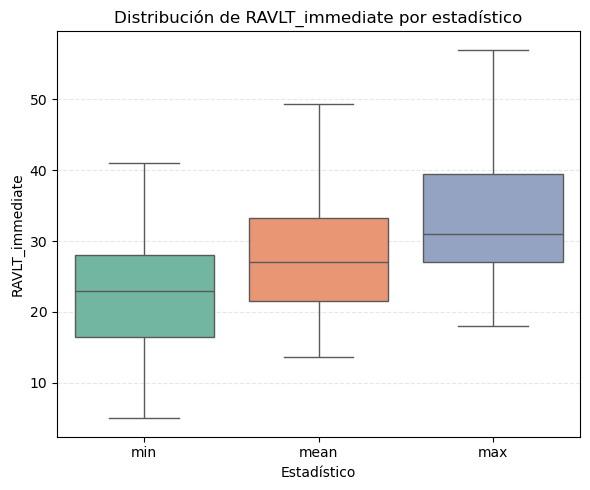 Distribución de RAVLT_immediate por estadístico
RAVLT_immediate
50
40
30
20
10
min
mean
max
Estadístico